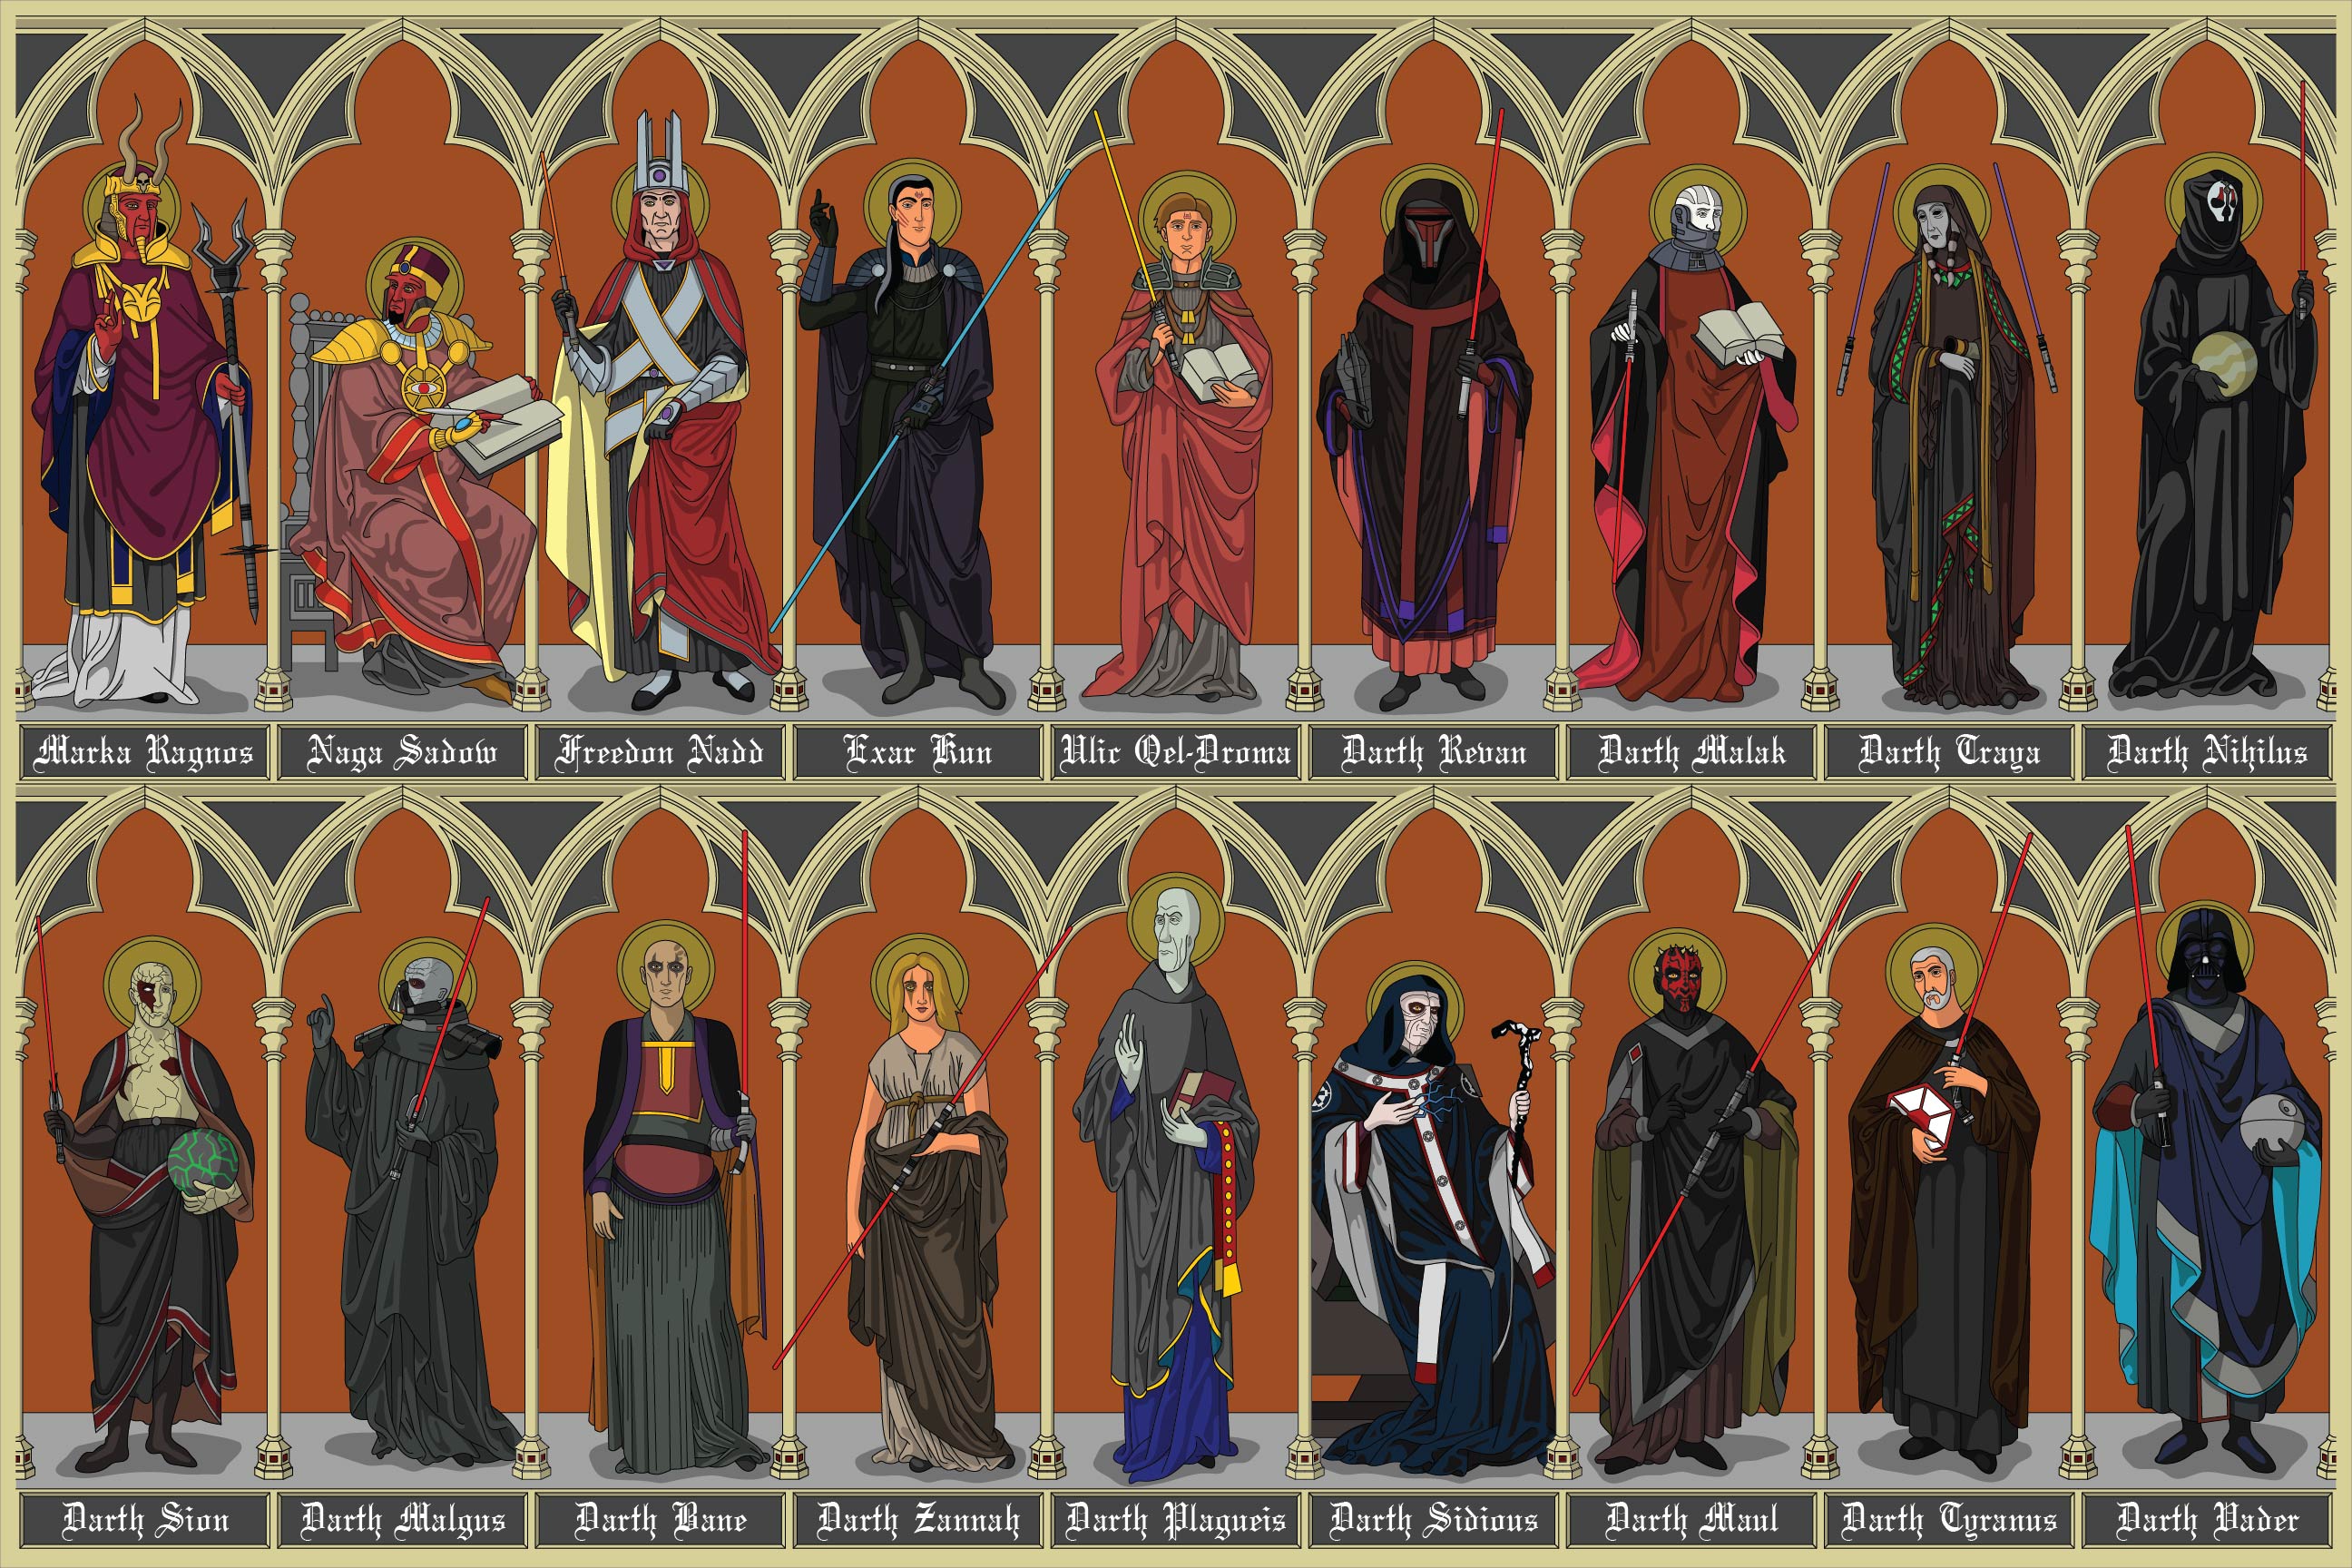 Marka Ragnos
Naga Sadow
Freedon Nadd
Exar Kun
Ulic Qel-Droma
Darth Revan
Darth Malak
Darth Traya
Darth Nihilus
Darth Sion
Darth Malgus
Darth Bane
Darth Zannah
Darth Plagueis
Darth Sidious
Darth Maul
Darth Tyranus
Darth Vader